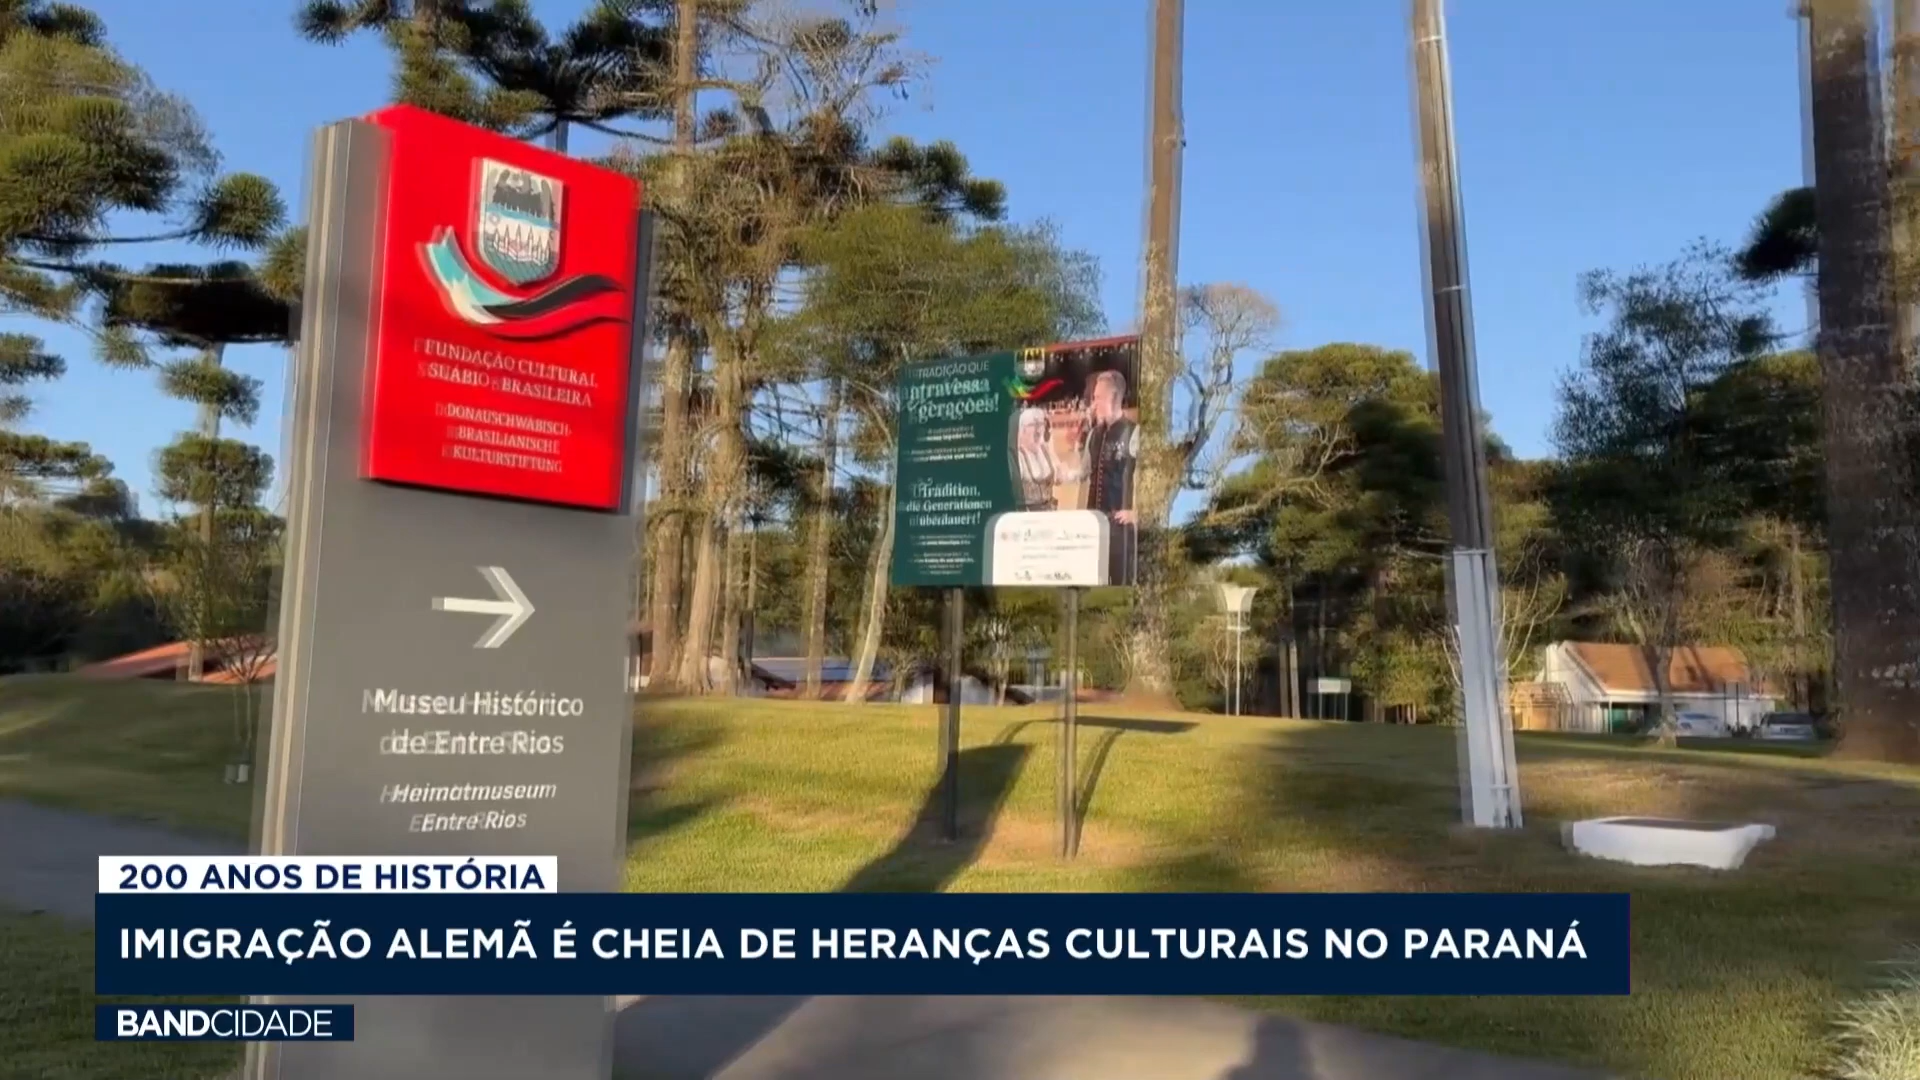 FUNDAÇÃO CULTURAL
SUÁBIO-BRASILEIRA
DONAUSCHWÄBISCH-
BRASILIANISCHE
KULTURSTIFTUNG
Museu Histórico
de Entre Rios
Heimatmuseum
Entre Rios
TRADIÇÃO QUE
atravessa
gerações!
Tradition,
die Generationen
überdauert!
200 ANOS DE HISTÓRIA
IMIGRAÇÃO ALEMÃ É CHEIA DE HERANÇAS CULTURAIS NO PARANÁ
BANDCIDADE